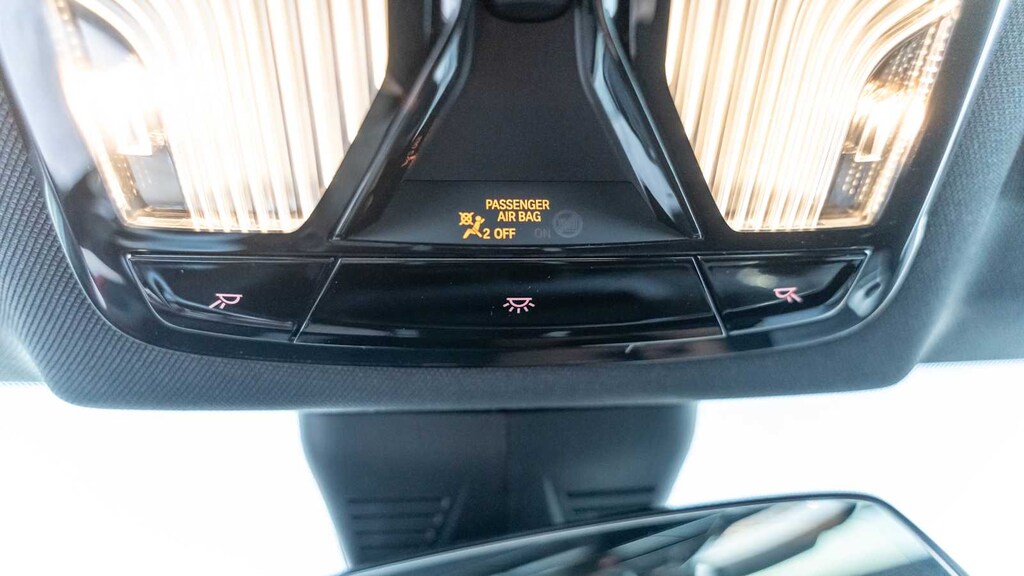 PASSENGER
AIR BAG
2 OFF ON